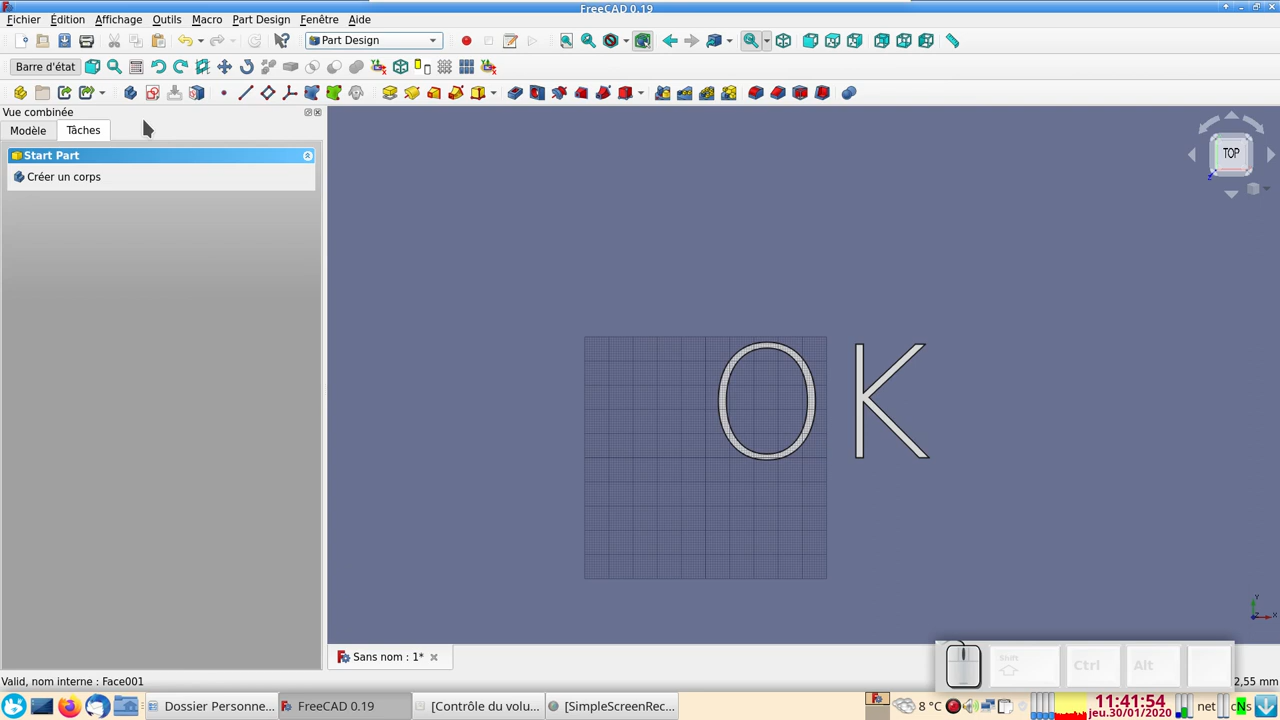 FreeCAD 0.19
Fichier Édition Affichage Outils Macro Part Design Fenêtre Aide
Part Design
Barre d'état
Vue combinée
Modèle Tâches
Start Part
Créer un corps
TOP
OK
Y
X
Z
Sans nom : 1*
Shift Ctrl Alt
Valid, nom interne : Face001
2,55 mm
Dossier Personne...
FreeCAD 0.19
[Contrôle du volu...
[SimpleScreenRec...
8 °C
11:41:54
jeu.30/01/2020
net